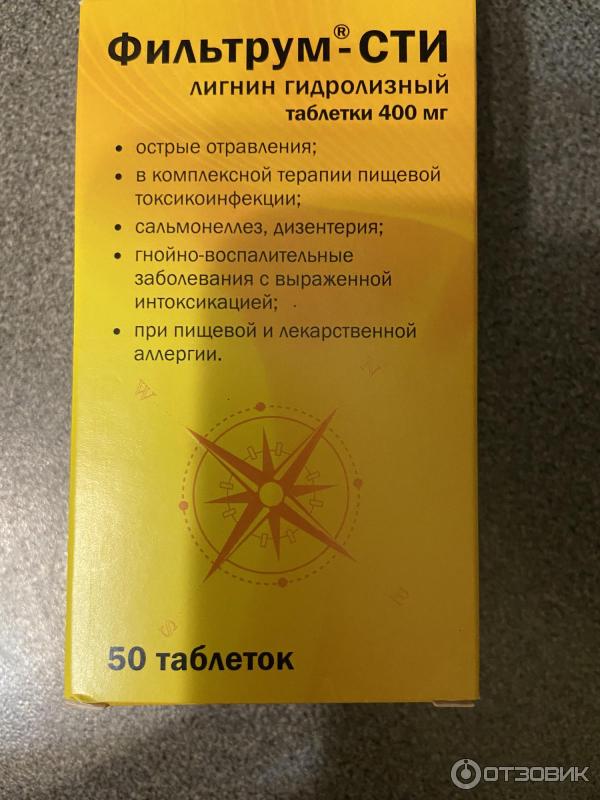 Фильтрум®-СТИ
лигнин гидролизный
таблетки 400 мг
• острые отравления;
• в комплексной терапии пищевой
токсикоинфекции;
• сальмонеллез, дизентерия;
• гнойно-воспалительные
заболевания с выраженной
интоксикацией;
• при пищевой и лекарственной
аллергии.
W
N
S
E
50 таблеток
ОТЗОВИК